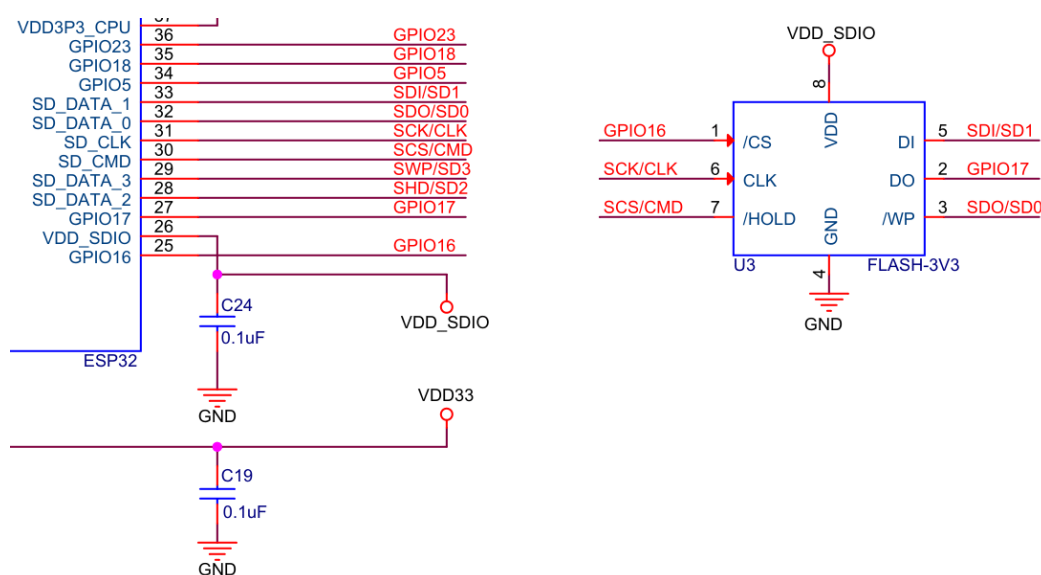 37
VDD3P3_CPU
36
GPIO23 GPIO23
35
GPIO18 GPIO18
34
GPIO5 GPIO5
33
SD_DATA_1 SDI/SD1
32
SD_DATA_0 SDO/SD0
31
SD_CLK SCK/CLK
30
SD_CMD SCS/CMD
29
SD_DATA_3 SWP/SD3
28
SD_DATA_2 SHD/SD2
27
GPIO17 GPIO17
26
VDD_SDIO
25
GPIO16 GPIO16
C24
0.1uF
VDD_SDIO
ESP32
GND
VDD33
C19
0.1uF
GND
VDD_SDIO
8
VDD
GPIO16 1 /CS
DI 5 SDI/SD1
SCK/CLK 6 CLK
DO 2 GPIO17
SCS/CMD 7 /HOLD
/WP 3 SDO/SD0
GND
U3 FLASH-3V3
4
GND